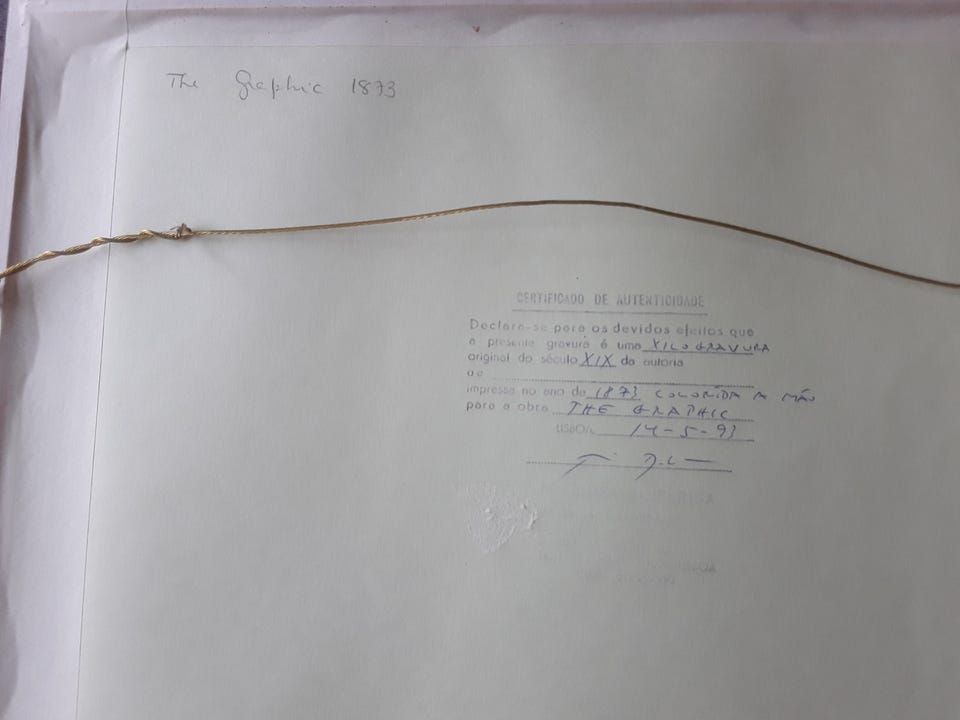 The Graphic 1873
CERTIFICADO DE AUTENTICIDADE
Declara-se para os devidos efeitos que
a presente gravura é uma XILOGRAVURA
original do século XIX da autoria
de
impressa no ano de 1873 COLORIDA A MÃO
para a obra THE GRAPHIC
LISBOA, 14-5-93